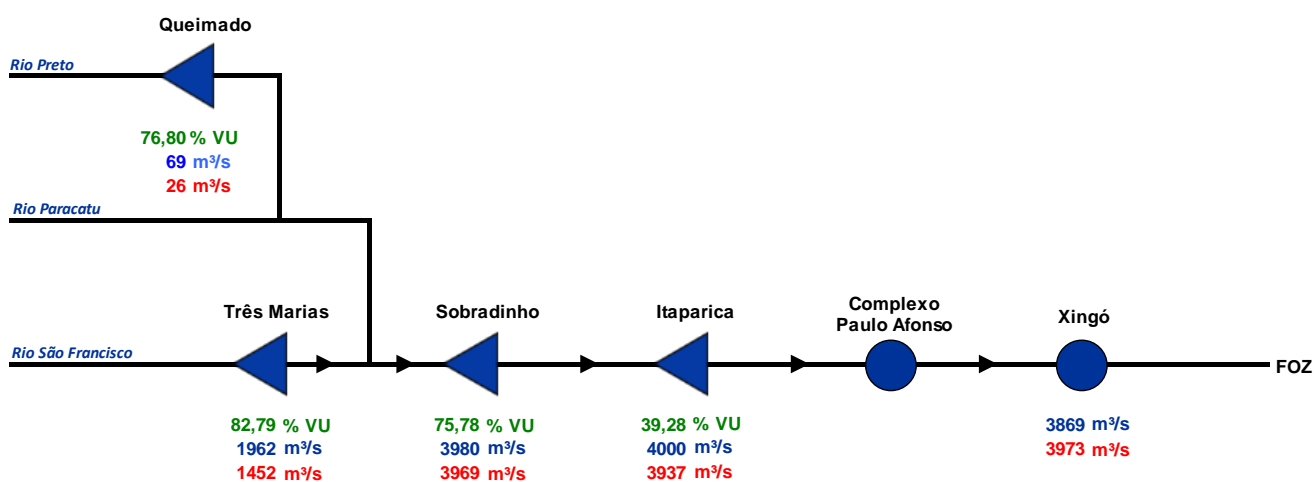 Queimado
Rio Preto
76,80 % VU
69 m³/s
26 m³/s
Rio Paracatu
Três Marias
Sobradinho
Itaparica
Complexo
Paulo Afonso
Xingó
Rio São Francisco
FOZ
82,79 % VU
1962 m³/s
1452 m³/s
75,78 % VU
3980 m³/s
3969 m³/s
39,28 % VU
4000 m³/s
3937 m³/s
3869 m³/s
3973 m³/s